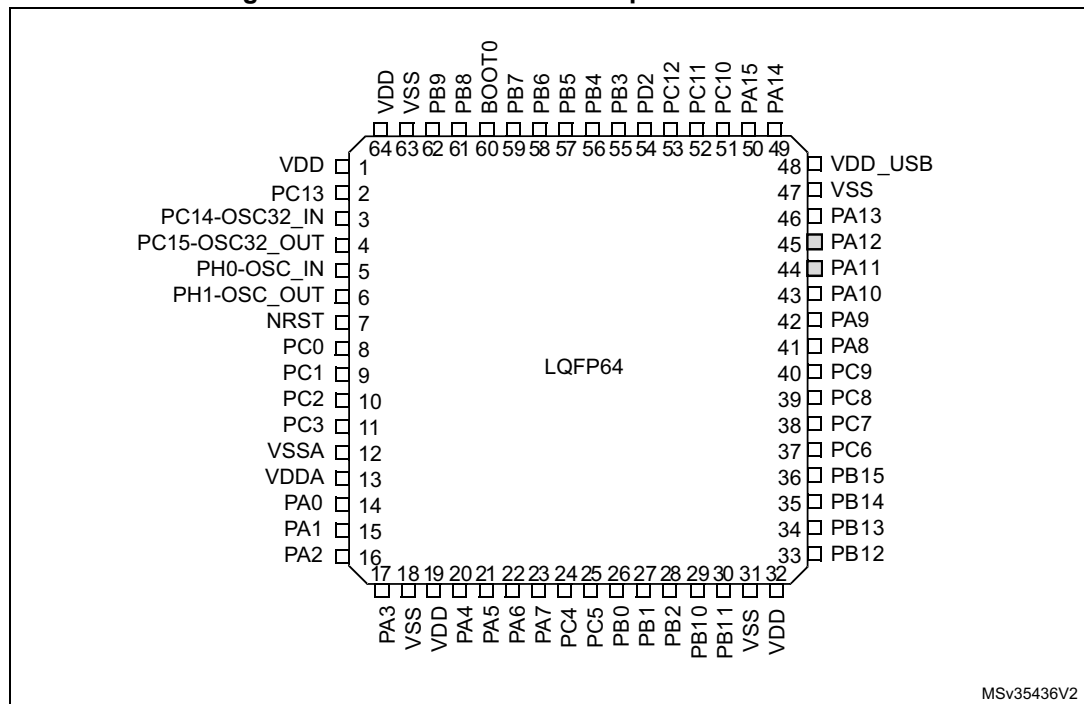 VDD
VSS
PB9
PB8
BOOT0
PB7
PB6
PB5
PB4
PB3
PD2
PC12
PC11
PC10
PA15
PA14
64 63 62 61 60 59 58 57 56 55 54 53 52 51 50 49
VDD 1
PC13 2
PC14-OSC32_IN 3
PC15-OSC32_OUT 4
PH0-OSC_IN 5
PH1-OSC_OUT 6
NRST 7
PC0 8
PC1 9
PC2 10
PC3 11
VSSA 12
VDDA 13
PA0 14
PA1 15
PA2 16
LQFP64
48 VDD_USB
47 VSS
46 PA13
45 PA12
44 PA11
43 PA10
42 PA9
41 PA8
40 PC9
39 PC8
38 PC7
37 PC6
36 PB15
35 PB14
34 PB13
33 PB12
17 18 19 20 21 22 23 24 25 26 27 28 29 30 31 32
PA3
VSS
VDD
PA4
PA5
PA6
PA7
PC4
PC5
PB0
PB1
PB2
PB10
PB11
VSS
VDD
MSv35436V2